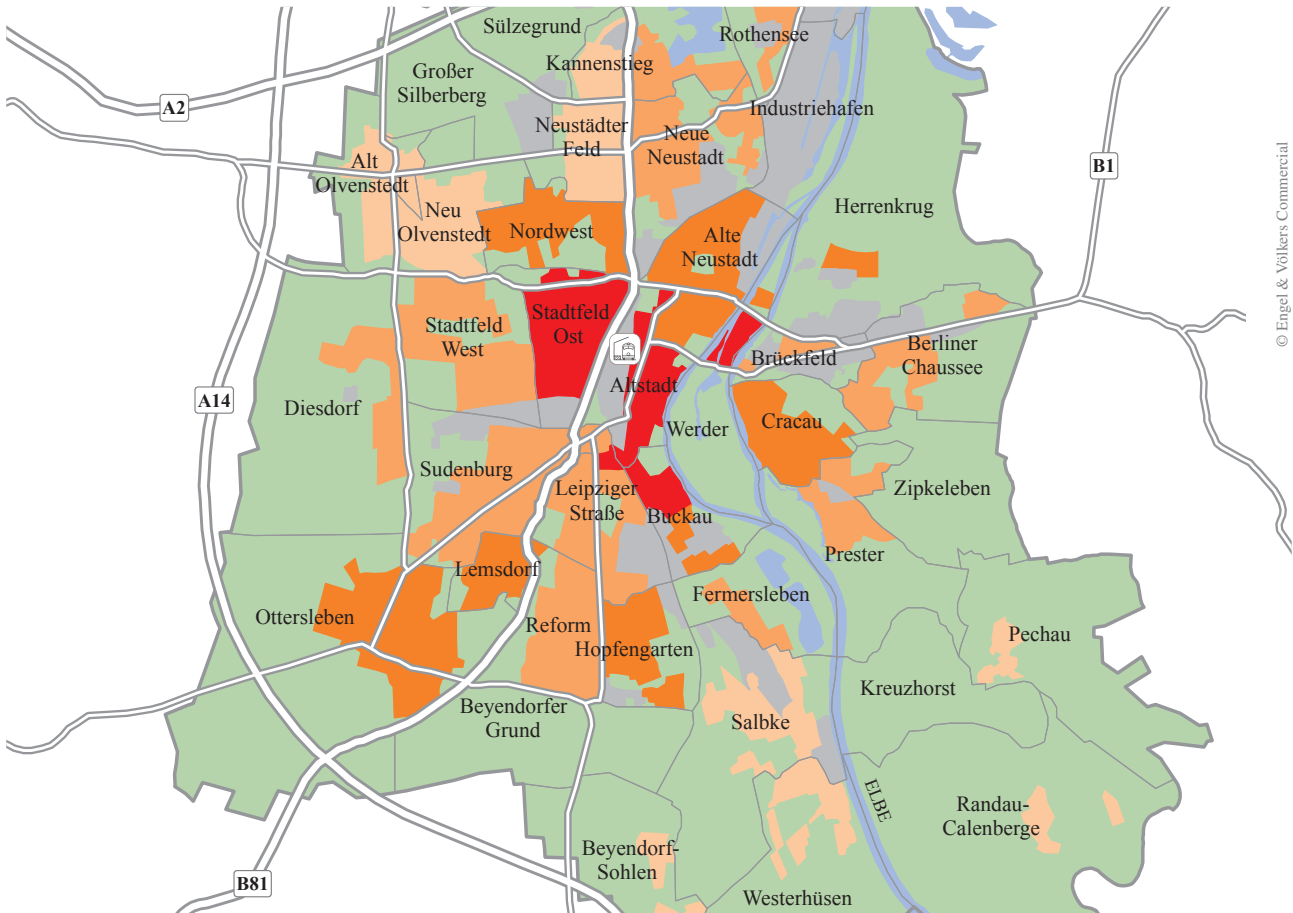 Sülzegrund
Rothensee
Kannenstieg
Großer
Silberberg
Industriehafen
A2
Neustädter
Feld
Neue
Neustadt
© Engel & Völkers Commercial
B1
Alt
Olvenstedt
Neu
Olvenstedt
Herrenkrug
Nordwest
Alte
Neustadt
Stadtfeld
Ost
Stadtfeld
West
Berliner
Chaussee
Brückfeld
Altstadt
A14
Diesdorf
Cracau
Werder
Sudenburg
Zipkeleben
Leipziger
Straße
Buckau
Prester
Lemsdorf
Fermersleben
Ottersleben
Reform
Pechau
Hopfengarten
Kreuzhorst
Beyendorfer
Grund
Salbke
ELBE
Randau-
Calenberge
Beyendorf-
Sohlen
B81
Westerhüsen